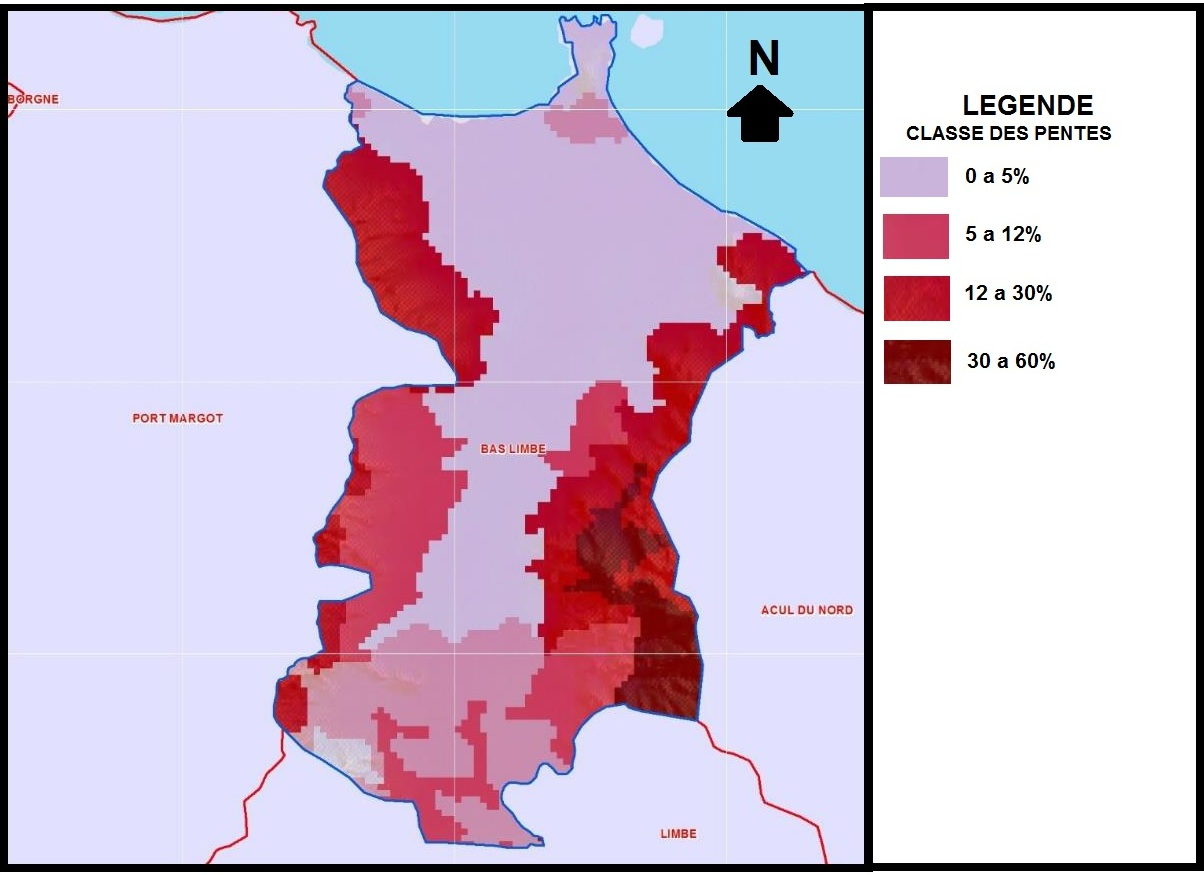 N
BORGNE
PORT MARGOT
BAS LIMBE
ACUL DU NORD
LIMBE
LEGENDE
CLASSE DES PENTES
0 a 5%
5 a 12%
12 a 30%
30 a 60%